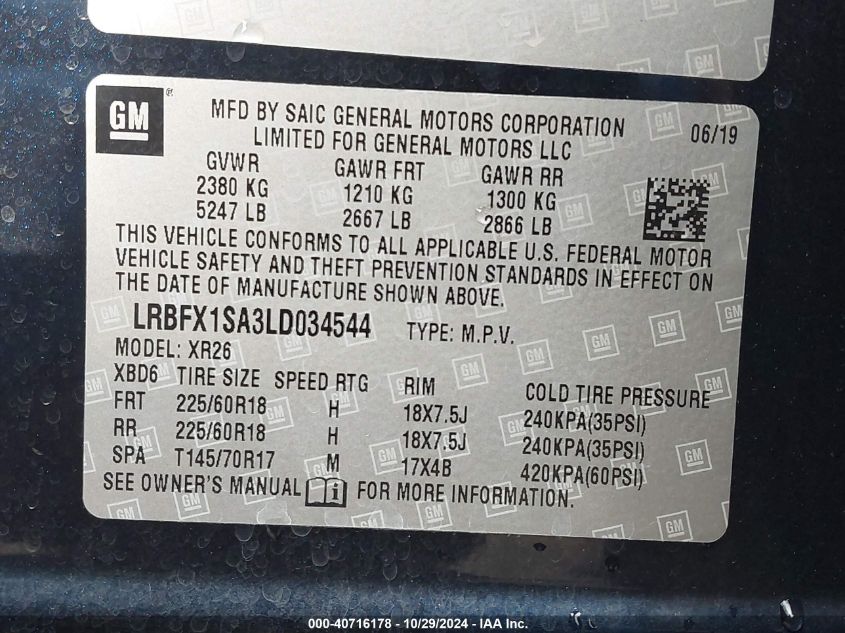 GM ®
MFD BY SAIC GENERAL MOTORS CORPORATION 06/19
LIMITED FOR GENERAL MOTORS LLC
GVWR GAWR FRT GAWR RR
2380 KG 1210 KG 1300 KG
5247 LB 2667 LB 2866 LB
THIS VEHICLE CONFORMS TO ALL APPLICABLE U.S. FEDERAL MOTOR
VEHICLE SAFETY AND THEFT PREVENTION STANDARDS IN EFFECT ON
THE DATE OF MANUFACTURE SHOWN ABOVE.
LRBFX1SA3LD034544 TYPE: M.P.V.
MODEL: XR26
XBD6 TIRE SIZE SPEED RTG RIM COLD TIRE PRESSURE
FRT 225/60R18 H 18X7.5J 240KPA(35PSI)
RR 225/60R18 H 18X7.5J 240KPA(35PSI)
SPA T145/70R17 M 17X4B 420KPA(60PSI)
SEE OWNER'S MANUAL i FOR MORE INFORMATION.
000-40716178 - 10/29/2024 - IAA Inc.